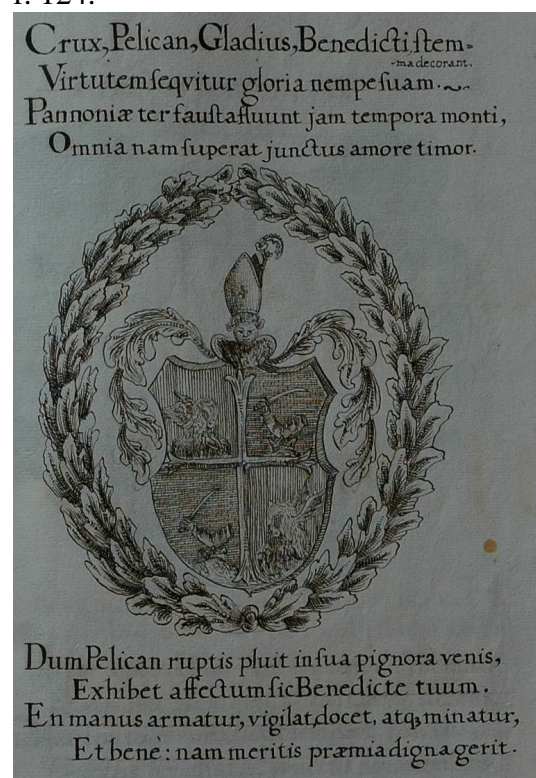 f. 124.
Crux, Pelican, Gladius, Benedicti ſtem-
-ma decorant.
Virtutem ſeqvitur gloria nempe ſuam.
Pannoniæ ter fauſta fluunt jam tempora monti,
Omnia nam ſuperat junctus amore timor.
Dum Pelican ruptis pluit in ſua pignora venis,
Exhibet affectum ſic Benedicte tuum.
En manus armatur, vigilat, docet, atqꝫ minatur,
Et benè: nam meritis præmia digna gerit.